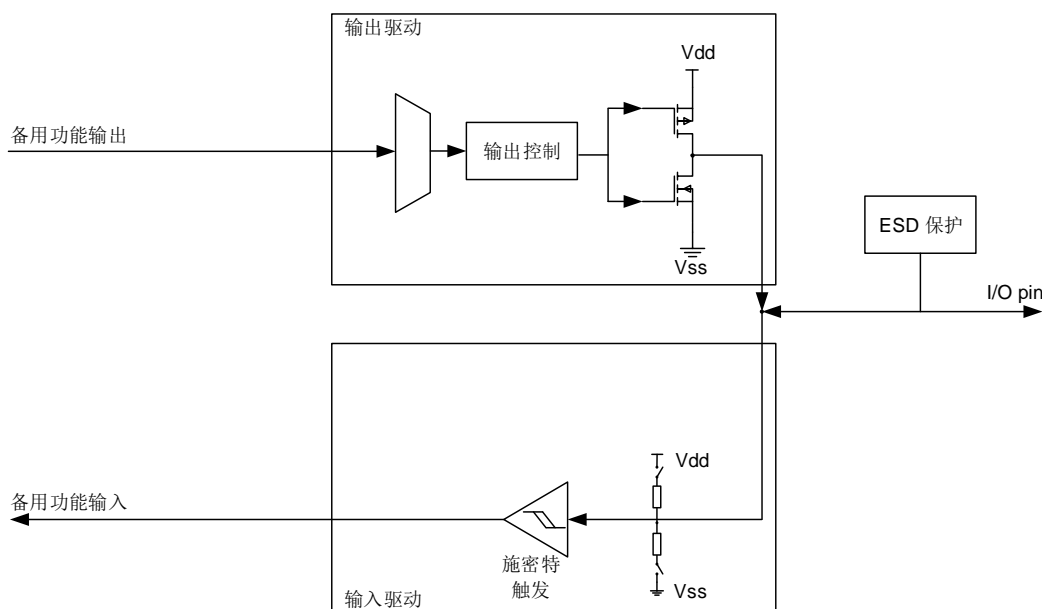 输出驱动
Vdd
备用功能输出
输出控制
Vss
ESD 保护
I/O pin
Vdd
备用功能输入
施密特
触发
Vss
输入驱动